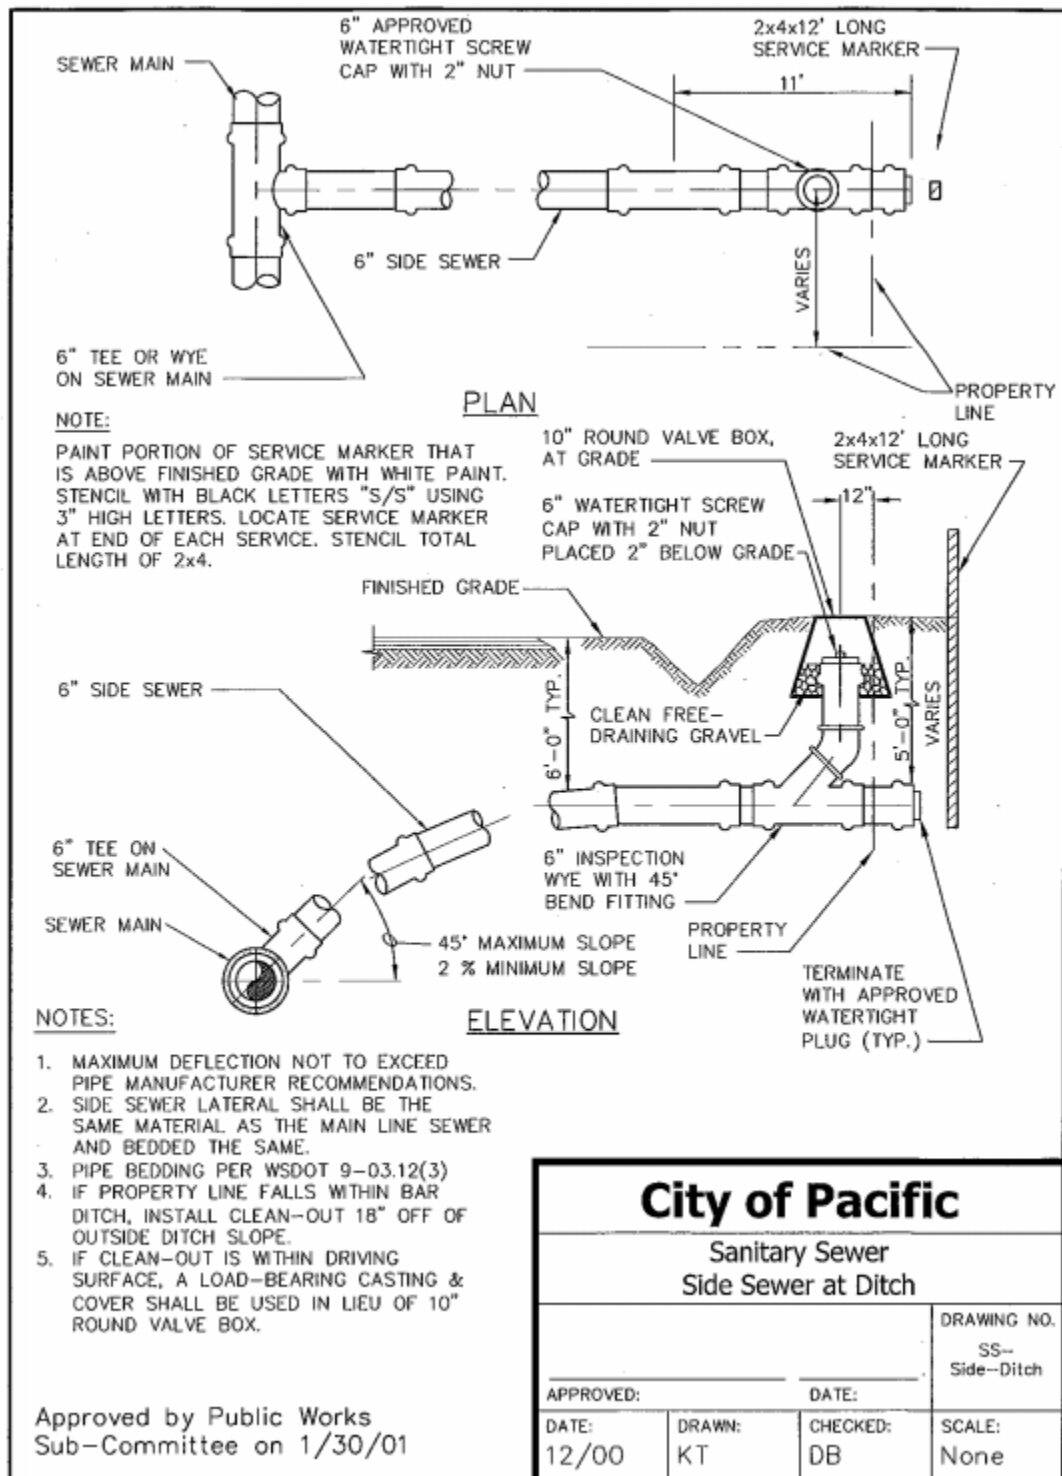 6" APPROVED
WATERTIGHT SCREW
CAP WITH 2" NUT
2x4x12' LONG
SERVICE MARKER
SEWER MAIN
11'
6" SIDE SEWER
VARIES
6" TEE OR WYE
ON SEWER MAIN
PROPERTY
LINE
PLAN
NOTE:
PAINT PORTION OF SERVICE MARKER THAT
IS ABOVE FINISHED GRADE WITH WHITE PAINT.
STENCIL WITH BLACK LETTERS "S/S" USING
3" HIGH LETTERS. LOCATE SERVICE MARKER
AT END OF EACH SERVICE. STENCIL TOTAL
LENGTH OF 2x4.
10" ROUND VALVE BOX,
AT GRADE
2x4x12' LONG
SERVICE MARKER
12"
6" WATERTIGHT SCREW
CAP WITH 2" NUT
PLACED 2" BELOW GRADE
FINISHED GRADE
6" SIDE SEWER
6'-0" TYP.
CLEAN FREE-
DRAINING GRAVEL
5'-0" TYP.
VARIES
6" TEE ON
SEWER MAIN
SEWER MAIN
6" INSPECTION
WYE WITH 45°
BEND FITTING
PROPERTY
LINE
45° MAXIMUM SLOPE
2 % MINIMUM SLOPE
TERMINATE
WITH APPROVED
WATERTIGHT
PLUG (TYP.)
ELEVATION
NOTES:
1. MAXIMUM DEFLECTION NOT TO EXCEED
PIPE MANUFACTURER RECOMMENDATIONS.
2. SIDE SEWER LATERAL SHALL BE THE
SAME MATERIAL AS THE MAIN LINE SEWER
AND BEDDED THE SAME.
3. PIPE BEDDING PER WSDOT 9-03.12(3)
4. IF PROPERTY LINE FALLS WITHIN BAR
DITCH, INSTALL CLEAN-OUT 18" OFF OF
OUTSIDE DITCH SLOPE.
5. IF CLEAN-OUT IS WITHIN DRIVING
SURFACE, A LOAD-BEARING CASTING &
COVER SHALL BE USED IN LIEU OF 10"
ROUND VALVE BOX.
Approved by Public Works
Sub-Committee on 1/30/01
City of Pacific
Sanitary Sewer
Side Sewer at Ditch
DRAWING NO.
SS-
Side-Ditch
APPROVED: DATE:
DATE: DRAWN: CHECKED: SCALE:
12/00 KT DB None